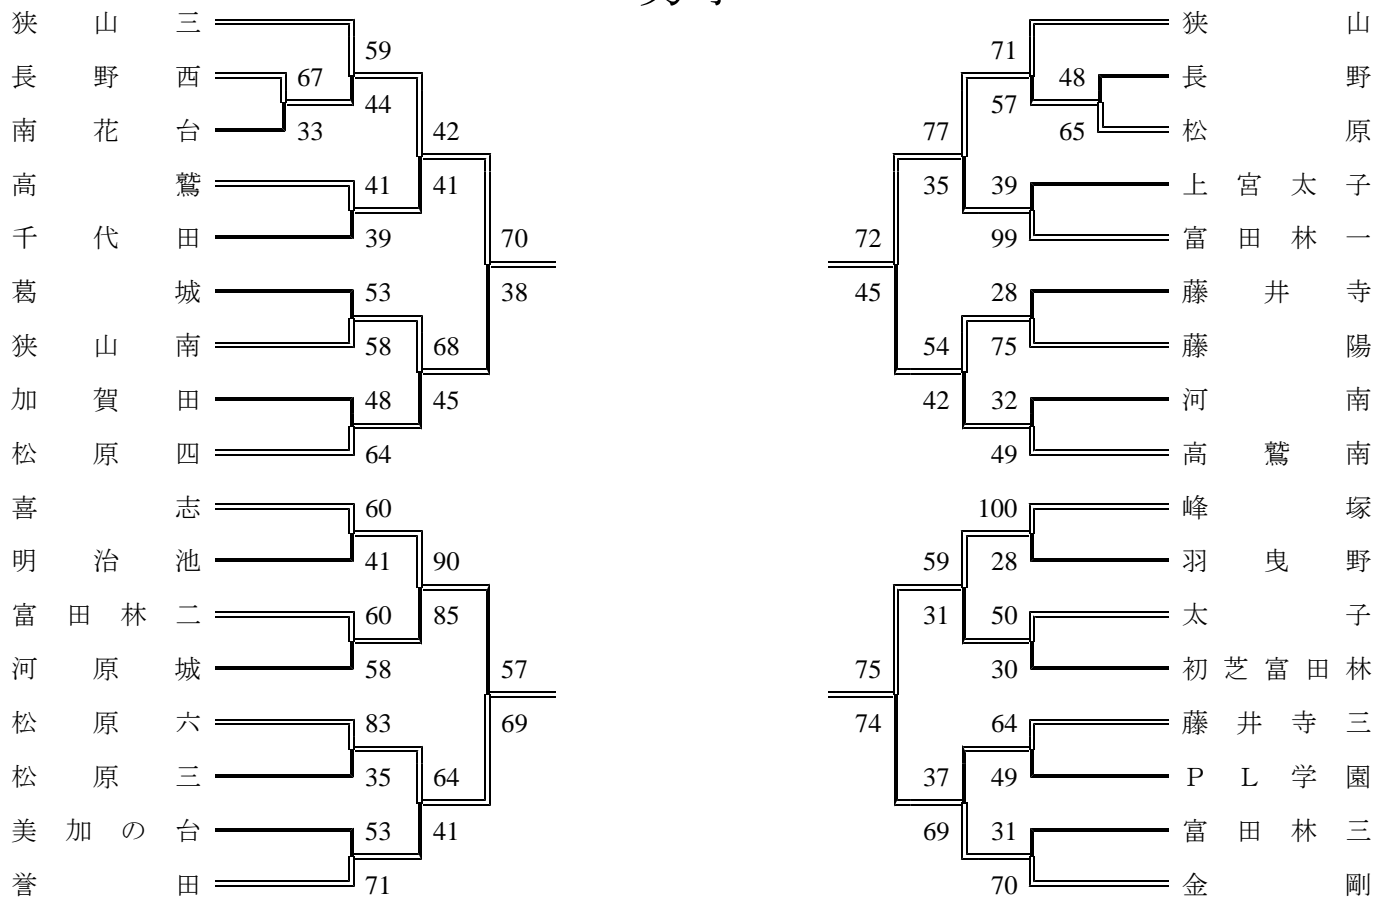 狭山三 狭山
59 71
長野西 67 48 長野
44 57
南花台 33 42 77 65 松原
高鷲 41 41 35 39 上宮太子
千代田 39 70 72 99 富田林一
葛城 53 38 45 28 藤井寺
狭山南 58 68 54 75 藤陽
加賀田 48 45 42 32 河南
松原四 64 49 高鷲南
喜志 60 100 峰塚
明治池 41 90 59 28 羽曳野
富田林二 60 85 31 50 太子
河原城 58 57 75 30 初芝富田林
松原六 83 69 74 64 藤井寺三
松原三 35 64 37 49 PL学園
美加の台 53 41 69 31 富田林三
誉田 71 70 金剛